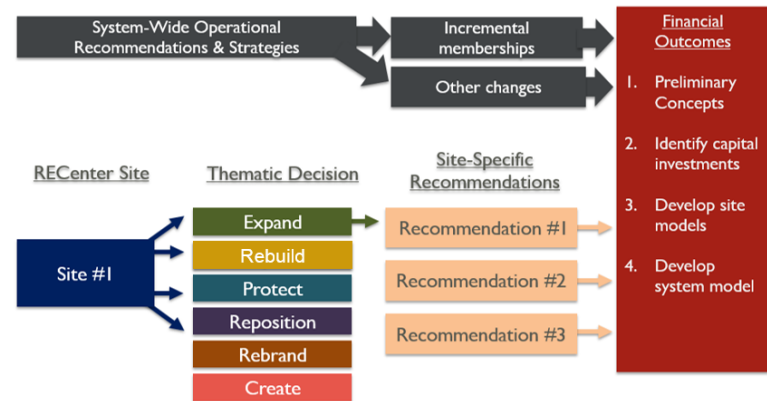 System-Wide Operational
Recommendations & Strategies
Incremental
memberships
Other changes
Financial
Outcomes
1. Preliminary
Concepts
2. Identify capital
investments
3. Develop site
models
4. Develop
system model
RECenter Site
Thematic Decision
Site-Specific
Recommendations
Site #1
Expand
Rebuild
Protect
Reposition
Rebrand
Create
Recommendation #1
Recommendation #2
Recommendation #3